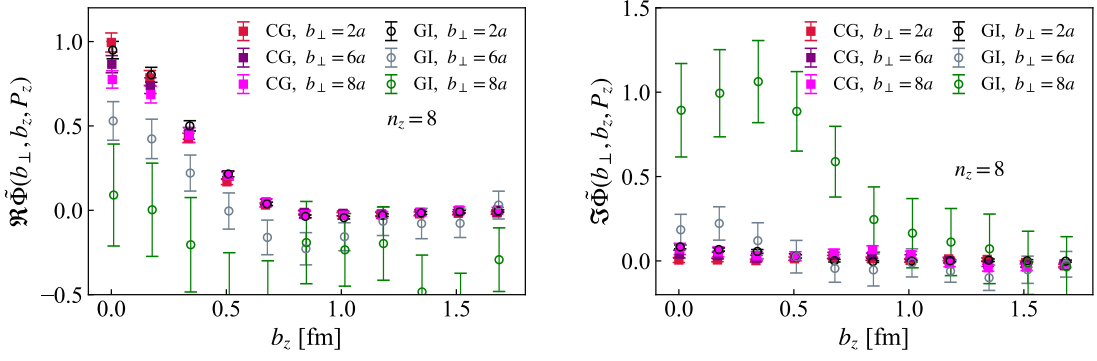 CG, b⊥ = 2a GI, b⊥ = 2a
CG, b⊥ = 6a GI, b⊥ = 6a
CG, b⊥ = 8a GI, b⊥ = 8a
n_z = 8
ℜΦ̃(b⊥, b_z, P_z)
1.0
0.5
0.0
−0.5
0.0 0.5 1.0 1.5
b_z [fm]
CG, b⊥ = 2a GI, b⊥ = 2a
CG, b⊥ = 6a GI, b⊥ = 6a
CG, b⊥ = 8a GI, b⊥ = 8a
n_z = 8
ℑΦ̃(b⊥, b_z, P_z)
1.5
1.0
0.5
0.0
0.0 0.5 1.0 1.5
b_z [fm]